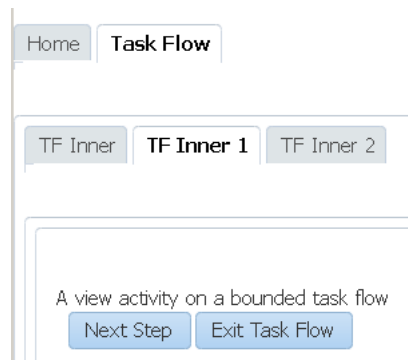 Home Task Flow
TF Inner TF Inner 1 TF Inner 2
A view activity on a bounded task flow
Next Step Exit Task Flow